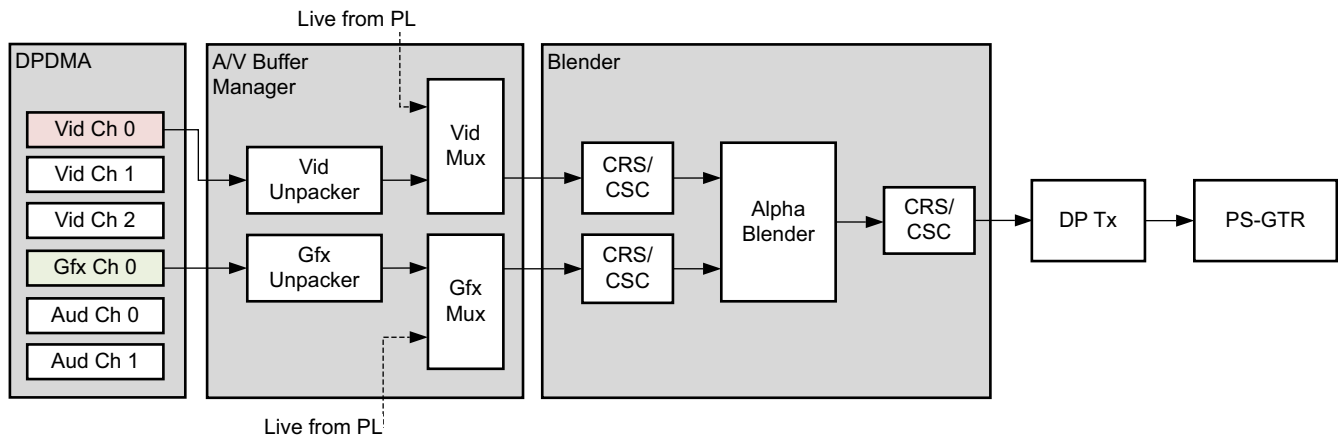 Live from PL
DPDMA
Vid Ch 0
Vid Ch 1
Vid Ch 2
Gfx Ch 0
Aud Ch 0
Aud Ch 1
A/V Buffer
Manager
Vid
Unpacker
Gfx
Unpacker
Vid
Mux
Gfx
Mux
Live from PL
Blender
CRS/
CSC
CRS/
CSC
Alpha
Blender
CRS/
CSC
DP Tx
PS-GTR